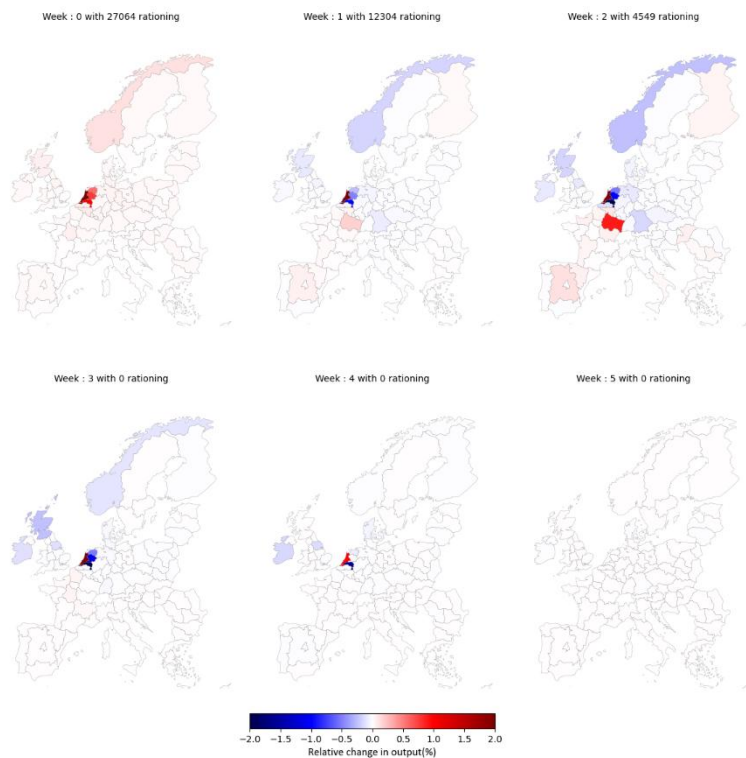 Week : 0 with 27064 rationing
Week : 1 with 12304 rationing
Week : 2 with 4549 rationing
Week : 3 with 0 rationing
Week : 4 with 0 rationing
Week : 5 with 0 rationing
−2.0 −1.5 −1.0 −0.5 0.0 0.5 1.0 1.5 2.0
Relative change in output(%)